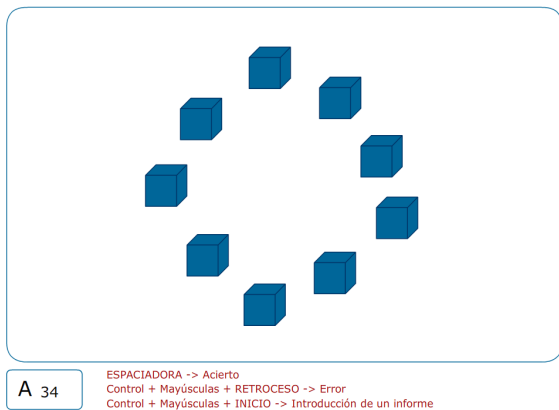 A 34
ESPACIADORA -> Acierto
Control + Mayúsculas + RETROCESO -> Error
Control + Mayúsculas + INICIO -> Introducción de un informe